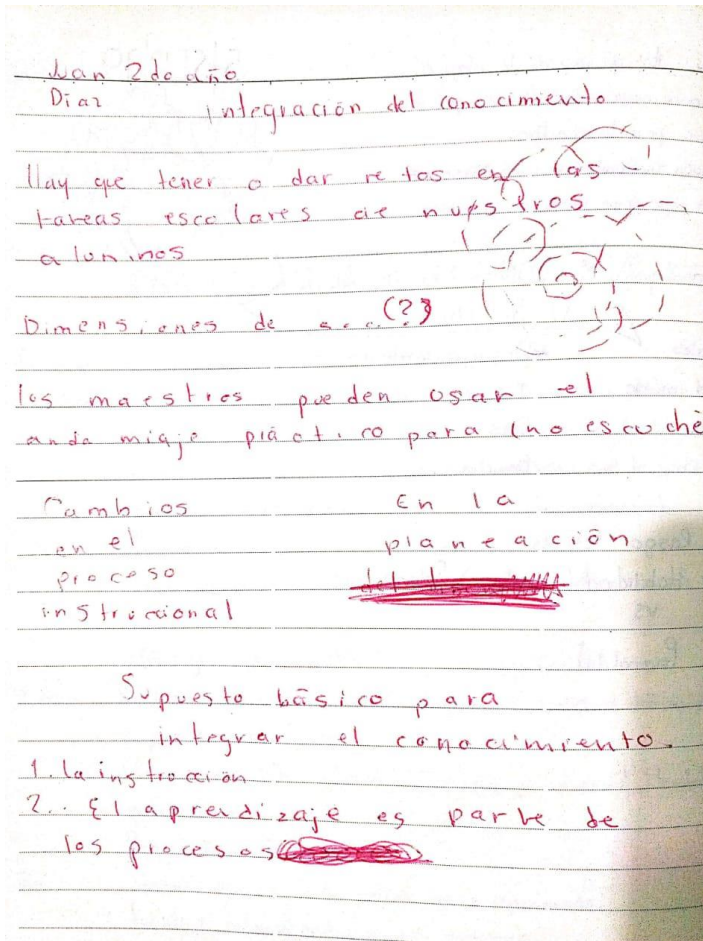 Juan 2do año
Diaz
Integración del conocimiento
Hay que tener o dar retos en las
tareas escolares de nuestros
alumnos
Dimensiones de .... (?)
los maestros pueden usar el
andamiaje práctico para (no escuché
Cambios
en el
proceso
instruccional
En la
planeación
Supuesto básico para
integrar el conocimiento.
1. la instrucción
2.. El aprendizaje es parte de
los procesos